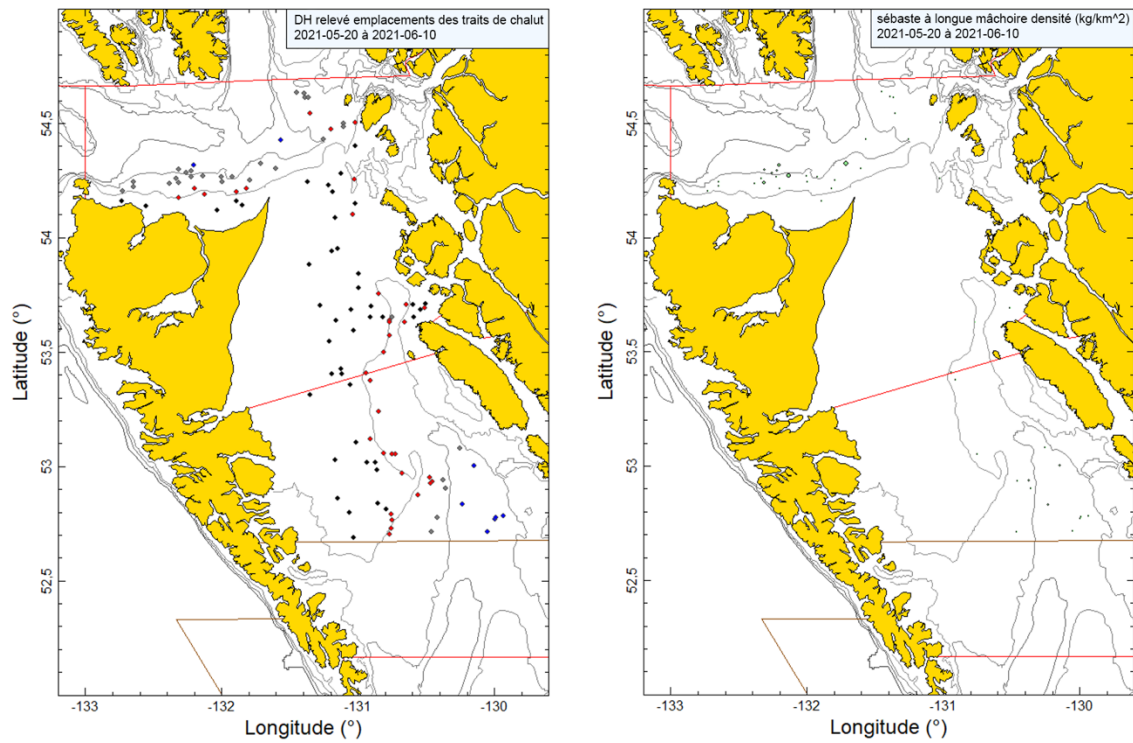 DH relevé emplacements des traits de chalut
2021-05-20 à 2021-06-10
54.5
54
53.5
53
52.5
Latitude (°)
-133
-132
-131
-130
Longitude (°)
sébaste à longue mâchoire densité (kg/km^2)
2021-05-20 à 2021-06-10
54.5
54
53.5
53
52.5
Latitude (°)
-133
-132
-131
-130
Longitude (°)